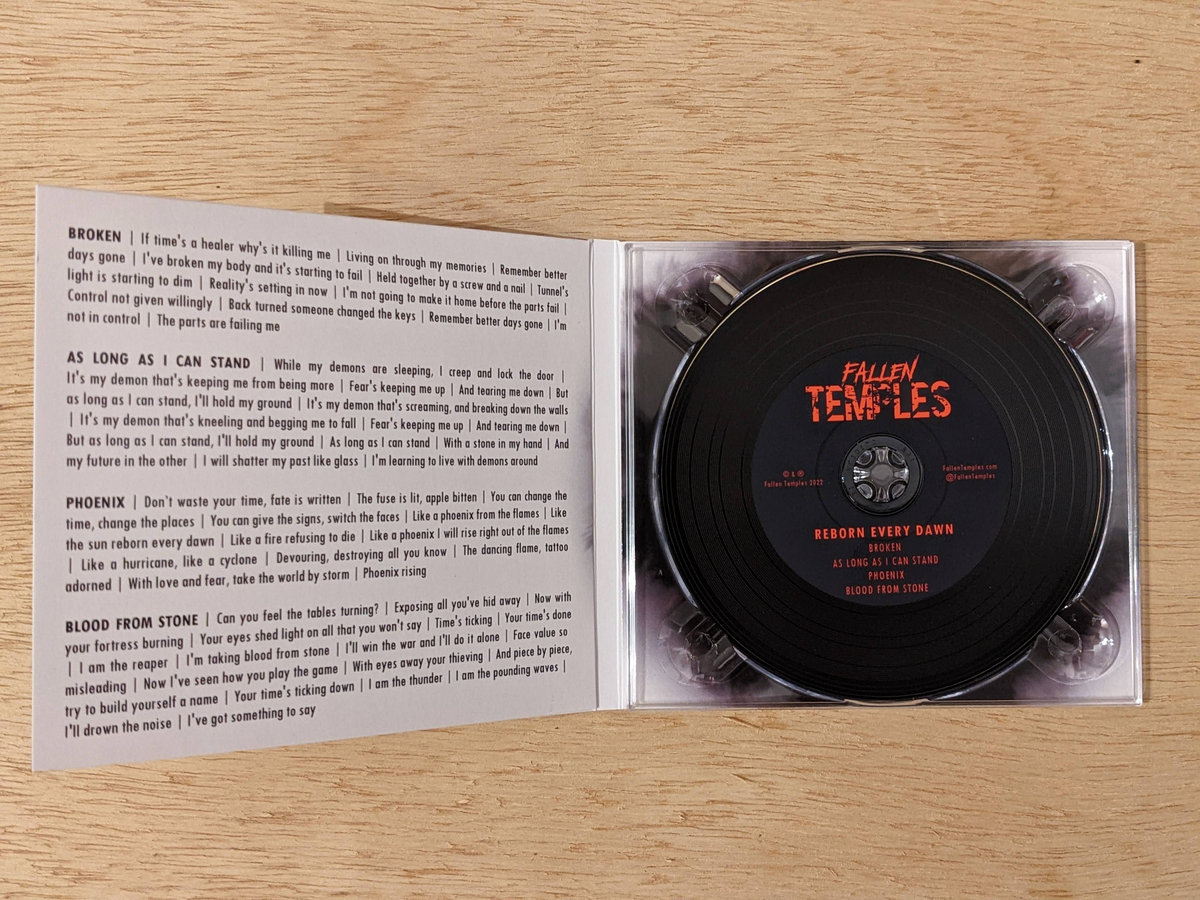 BROKEN | If time's a healer why's it killing me | Living on through my memories | Remember better
days gone | I've broken my body and it's starting to fail | Held together by a screw and a nail | Tunnel's
light is starting to dim | Reality's setting in now | I'm not going to make it home before the parts fail |
Control not given willingly | Back turned someone changed the keys | Remember better days gone | I'm
not in control | The parts are failing me
AS LONG AS I CAN STAND | While my demons are sleeping, I creep and lock the door |
It's my demon that's keeping me from being more | Fear's keeping me up | And tearing me down | But
as long as I can stand, I'll hold my ground | It's my demon that's screaming, and breaking down the walls
| It's my demon that's kneeling and begging me to fall | Fear's keeping me up | And tearing me down |
But as long as I can stand, I'll hold my ground | As long as I can stand | With a stone in my hand | And
my future in the other | I will shatter my past like glass | I'm learning to live with demons around
PHOENIX | Don`t waste your time, fate is written | The fuse is lit, apple bitten | You can change the
time, change the places | You can give the signs, switch the faces | Like a phoenix from the flames | Like
the sun reborn every dawn | Like a fire refusing to die | Like a phoenix I will rise right out of the flames
| Like a hurricane, like a cyclone | Devouring, destroying all you know | The dancing flame, tattoo
adorned | With love and fear, take the world by storm | Phoenix rising
BLOOD FROM STONE | Can you feel the tables turning? | Exposing all you've hid away | Now with
your fortress burning | Your eyes shed light on all that you won't say | Time's ticking | Your time's done
| I am the reaper | I'm taking blood from stone | I'll win the war and I'll do it alone | Face value so
misleading | Now I've seen how you play the game | With eyes away your thieving | And piece by piece,
try to build yourself a name | Your time's ticking down | I am the thunder | I am the pounding waves |
I'll drown the noise | I've got something to say
FALLEN
TEMPLES
© & ℗
Fallen Temples 2022
FallenTemples.com
@FallenTemples
REBORN EVERY DAWN
BROKEN
AS LONG AS I CAN STAND
PHOENIX
BLOOD FROM STONE